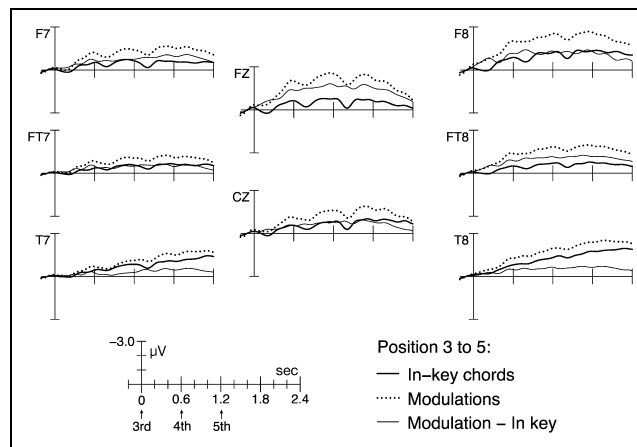 F7
F8
FZ
FT7
FT8
CZ
T7
T8
−3.0
µV
sec
0 0.6 1.2 1.8 2.4
3rd 4th 5th
Position 3 to 5:
In−key chords
Modulations
Modulation − In key